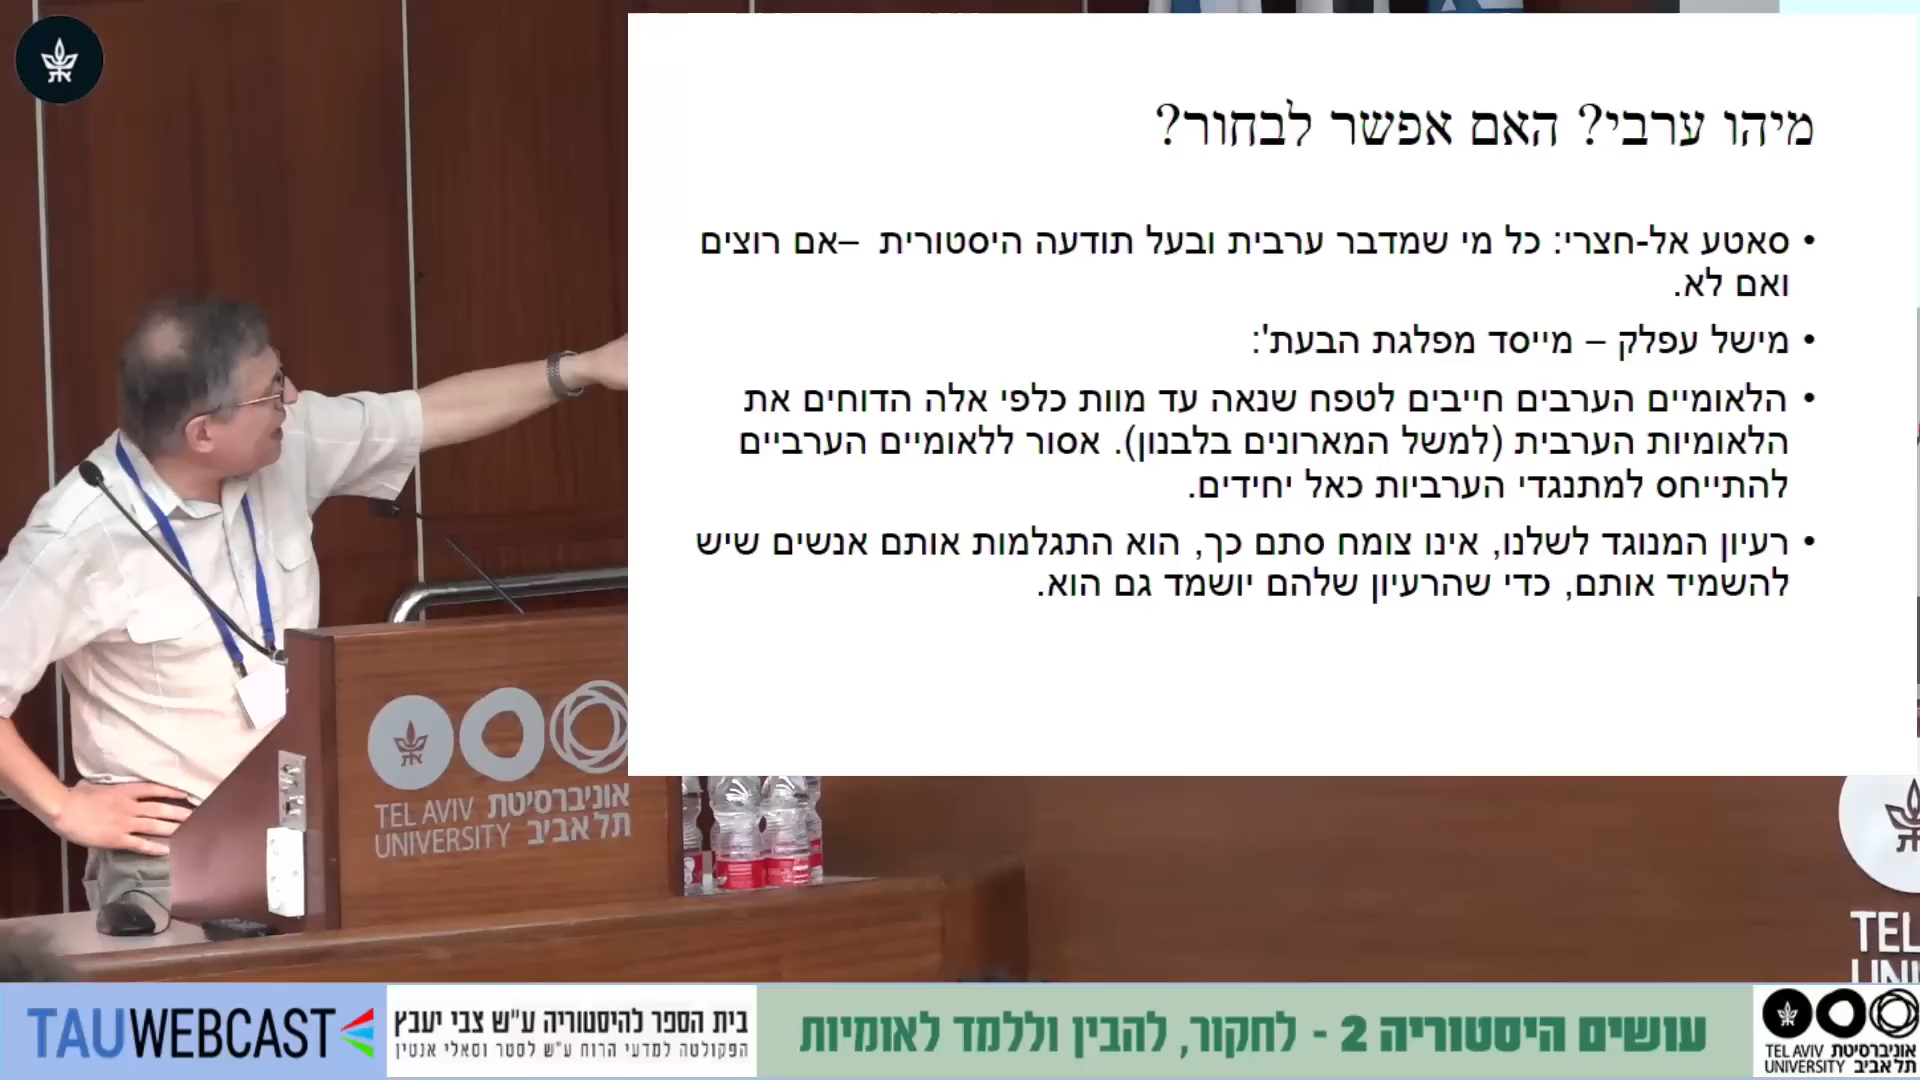 מיהו ערבי? האם אפשר לבחור?
• סאטע אל-חצרי: כל מי שמדבר ערבית ובעל תודעה היסטורית –אם רוצים
ואם לא.
• מישל עפלק – מייסד מפלגת הבעת':
• הלאומיים הערבים חייבים לטפח שנאה עד מוות כלפי אלה הדוחים את
הלאומיות הערבית (למשל המארונים בלבנון). אסור ללאומיים הערביים
להתייחס למתנגדי הערביות כאל יחידים.
• רעיון המנוגד לשלנו, אינו צומח סתם כך, הוא התגלמות אותם אנשים שיש
להשמיד אותם, כדי שהרעיון שלהם יושמד גם הוא.
TEL AVIV אוניברסיטת
UNIVERSITY תל אביב
TEL
UNI
TAUWEBCAST
בית הספר להיסטוריה ע"ש צבי יעבץ
הפקולטה למדעי הרוח ע"ש לסטר וסאלי אנטין
עושים היסטוריה 2 - לחקור, להבין וללמד לאומיות
TEL AVIV אוניברסיטת
UNIVERSITY תל אביב